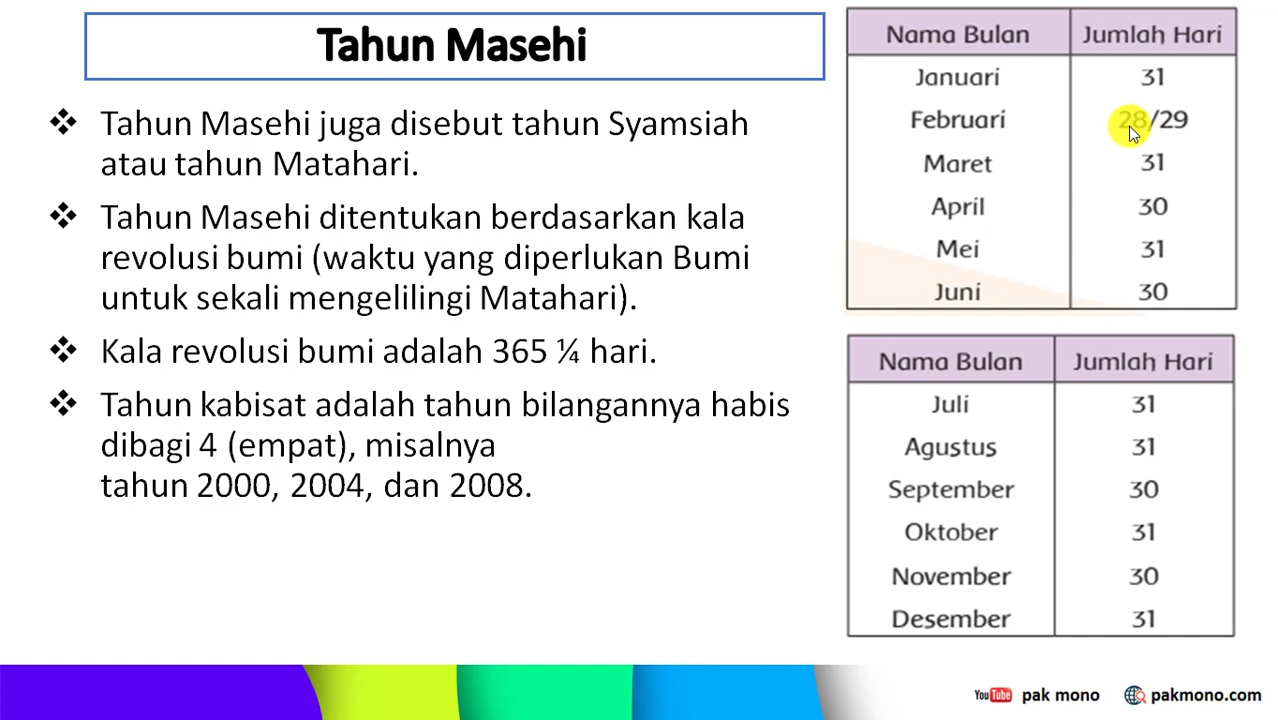 Tahun Masehi
Tahun Masehi juga disebut tahun Syamsiah
atau tahun Matahari.
Tahun Masehi ditentukan berdasarkan kala
revolusi bumi (waktu yang diperlukan Bumi
untuk sekali mengelilingi Matahari).
Kala revolusi bumi adalah 365 ¼ hari.
Tahun kabisat adalah tahun bilangannya habis
dibagi 4 (empat), misalnya
tahun 2000, 2004, dan 2008.
Nama Bulan Jumlah Hari
Januari 31
Februari 28/29
Maret 31
April 30
Mei 31
Juni 30
Nama Bulan Jumlah Hari
Juli 31
Agustus 31
September 30
Oktober 31
November 30
Desember 31
YouTube pak mono pakmono.com